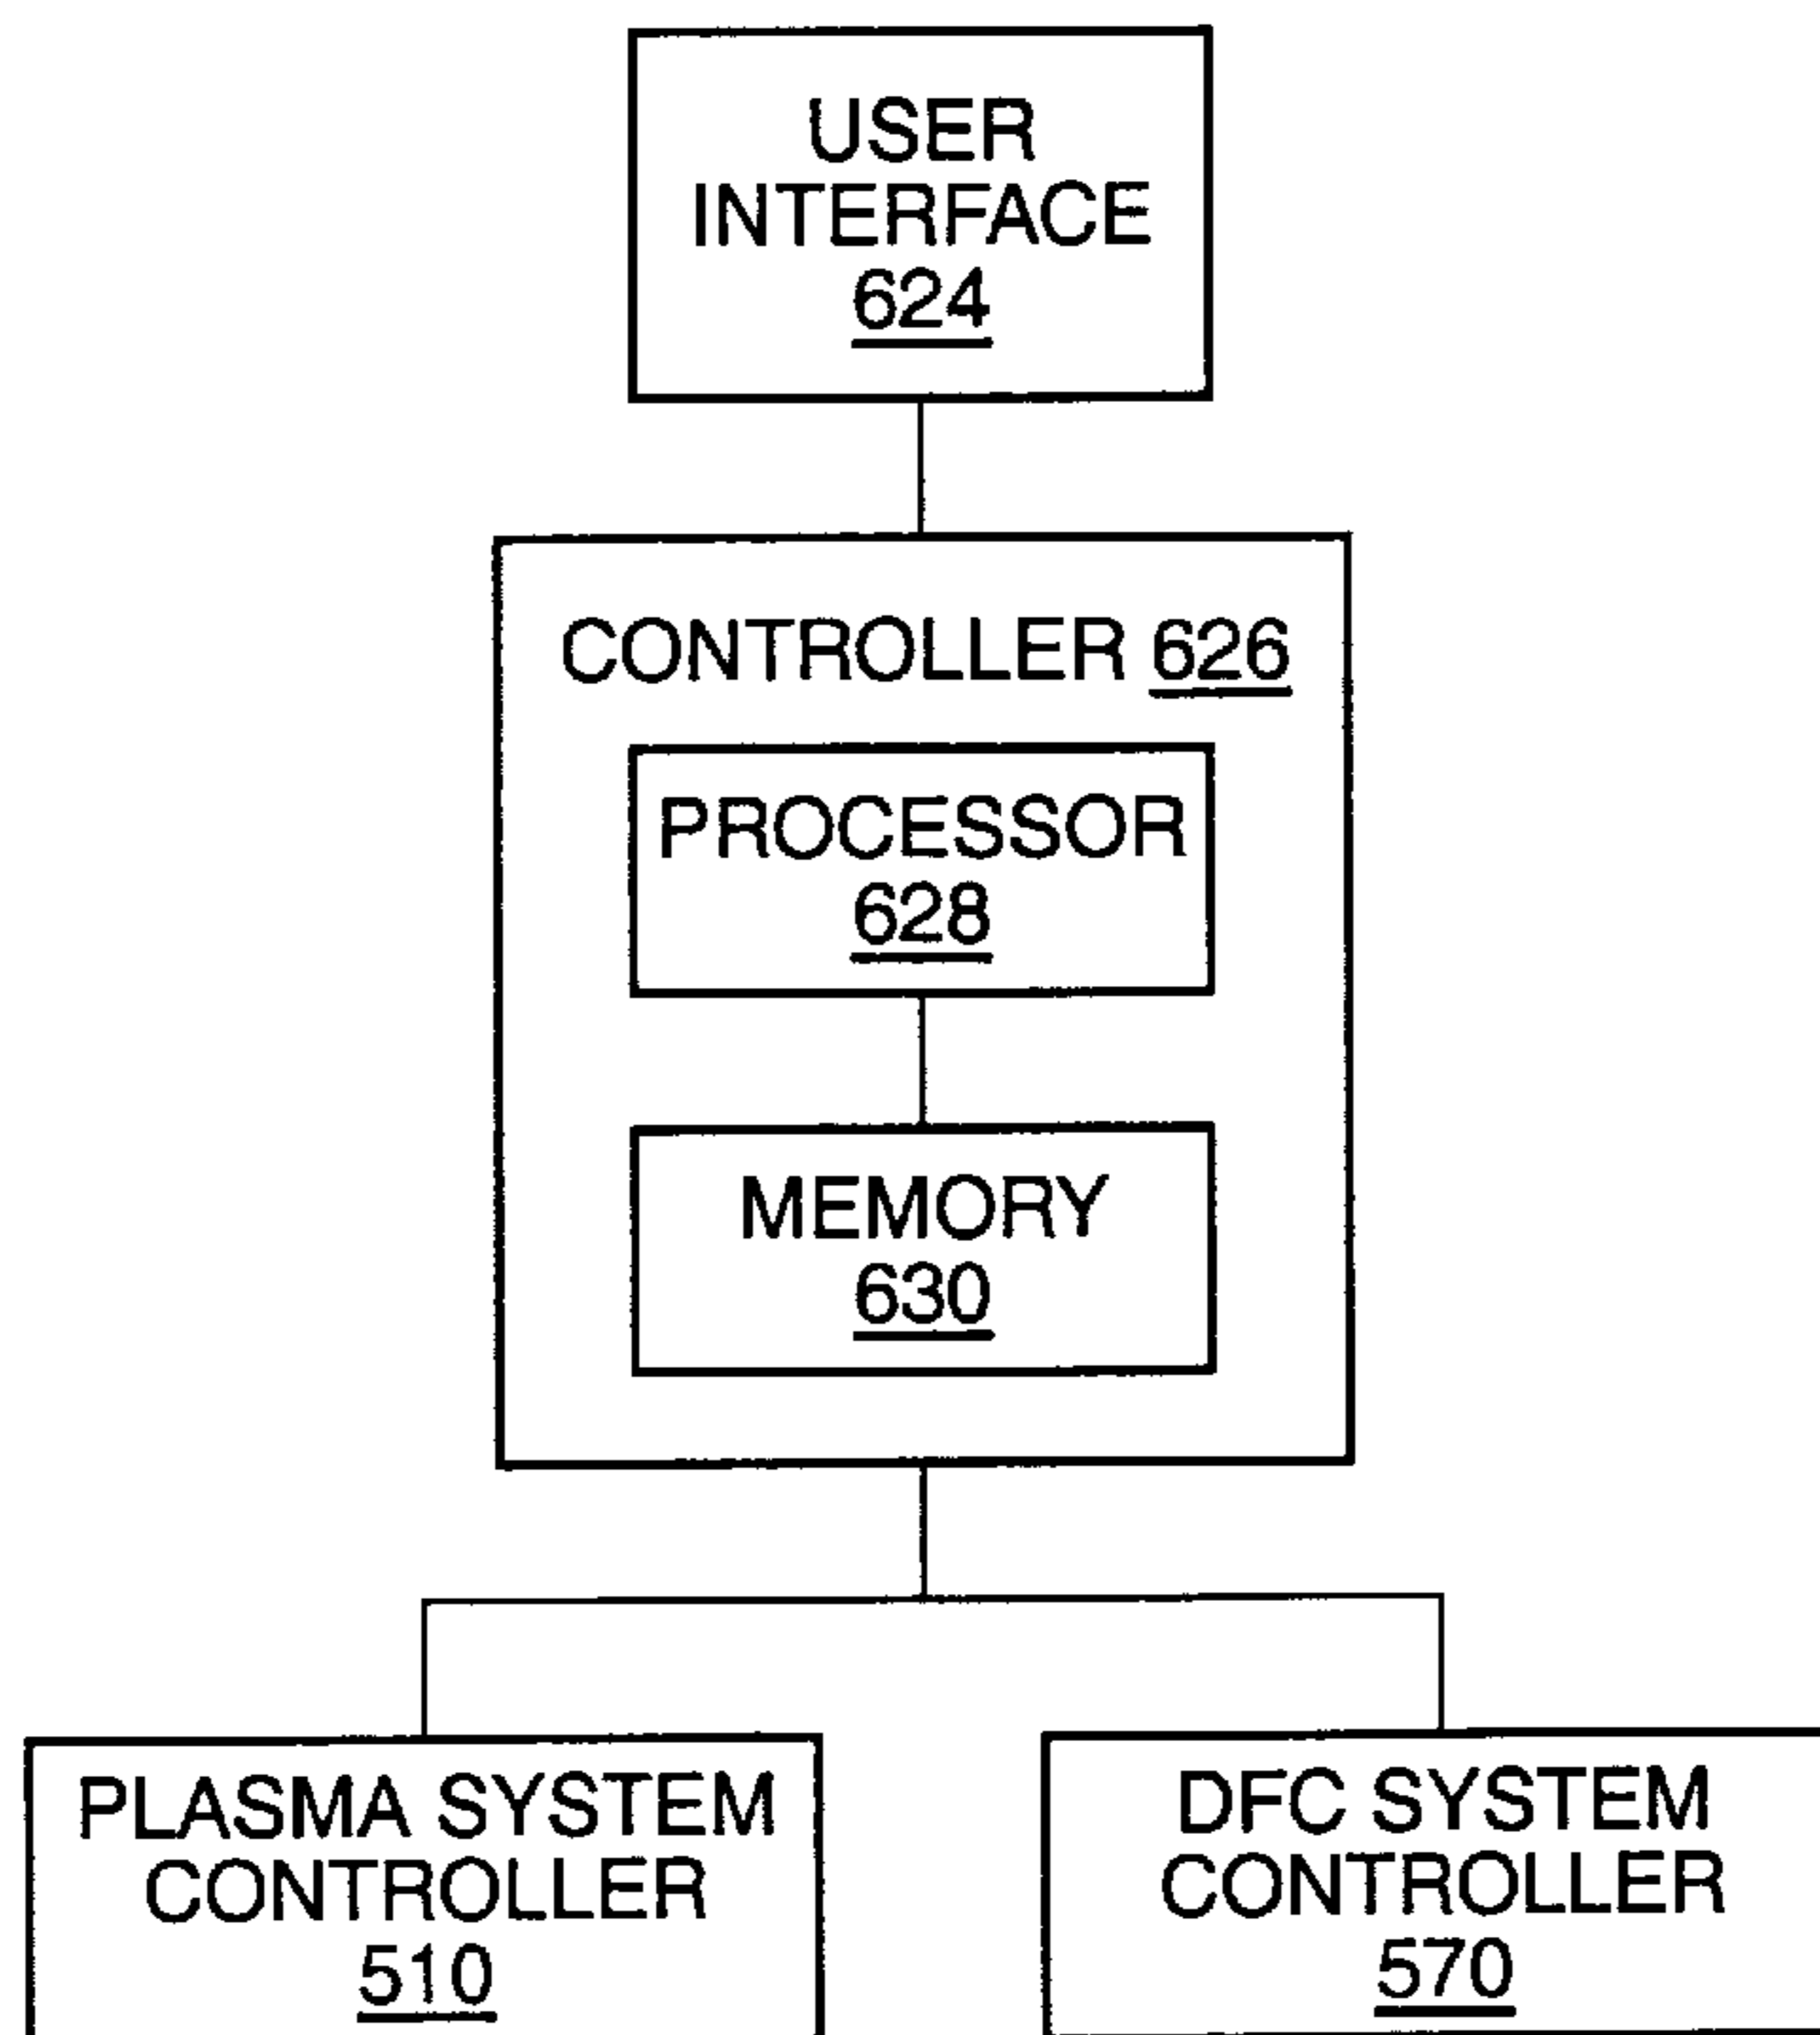 USER
INTERFACE
624
CONTROLLER 626
PROCESSOR
628
MEMORY
630
PLASMA SYSTEM
CONTROLLER
510
DFC SYSTEM
CONTROLLER
570